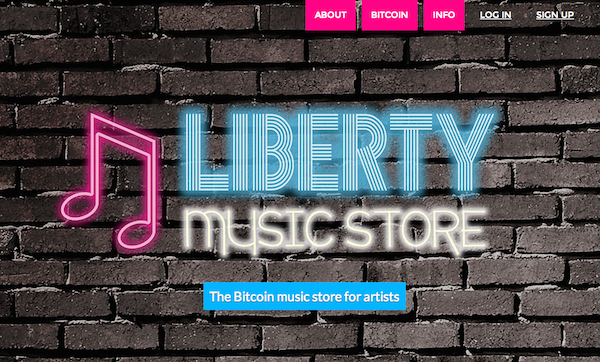 ABOUT BITCOIN INFO LOG IN SIGN UP
LIBERTY
MUSIC STORE
The Bitcoin music store for artists